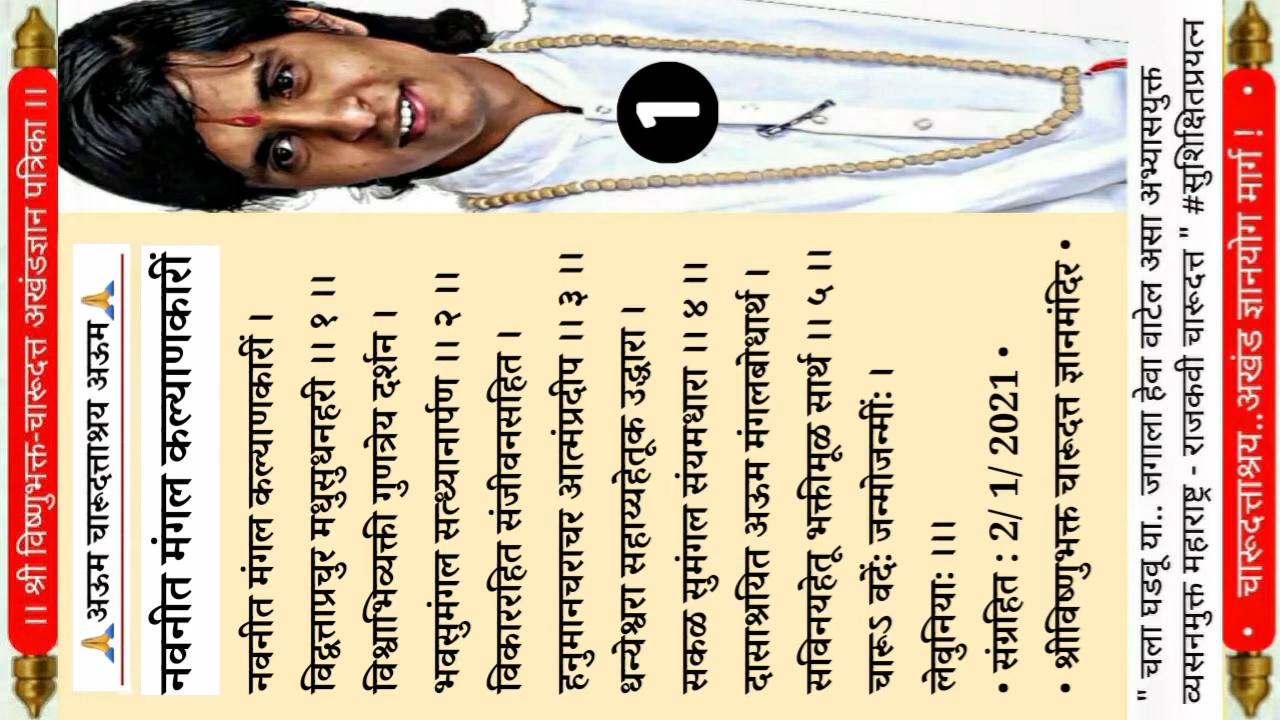 || श्री विष्णुभक्त-चारूदत्त अखंडज्ञान पत्रिका ||
🙏अऊम चारूदत्ताश्रय अऊम🙏
नवनीत मंगल कल्याणकारीं
नवनीत मंगल कल्याणकारीं ।
विद्वत्ताप्रचुर मधुसुधनहरी ।। १ ।।
विश्वाभिव्यक्ती गुणत्रेय दर्शन ।
भवसुमंगल सत्ध्यानार्पण ।। २ ।।
विकाररहित संजीवनसहित ।
हनुमानचराचर आत्मंप्रदीप ।। ३ ।।
धन्येश्वरा सहाय्यहेतूक उद्धारा ।
सकळ सुमंगल संयमधारा ।। ४ ।।
दासाश्रयित अऊम मंगलबोधार्थ ।
सविनयहेतू भक्तीमूळ सार्थ ।। ५ ।।
चारूऽ वदेंः जन्मोजन्मींः ।
लेवुनियाः ।।।
• संग्रहित : 2/ 1/ 2021 •
• श्रीविष्णुभक्त चारूदत्त ज्ञानमंदिर •
1
" चला घडवू या.. जगाला हेवा वाटेल असा अभ्यासयुक्त
व्यसनमुक्त महाराष्ट्र - राजकवी चारूदत्त " #सुशिक्षितप्रयत्न
• चारूदत्ताश्रय..अखंड ज्ञानयोग मार्ग ! •